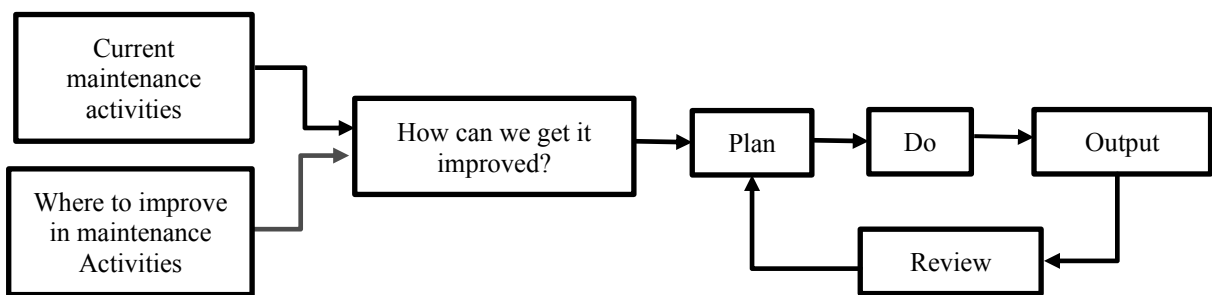 Current
maintenance
activities
Where to improve
in maintenance
Activities
How can we get it
improved?
Plan
Do
Output
Review